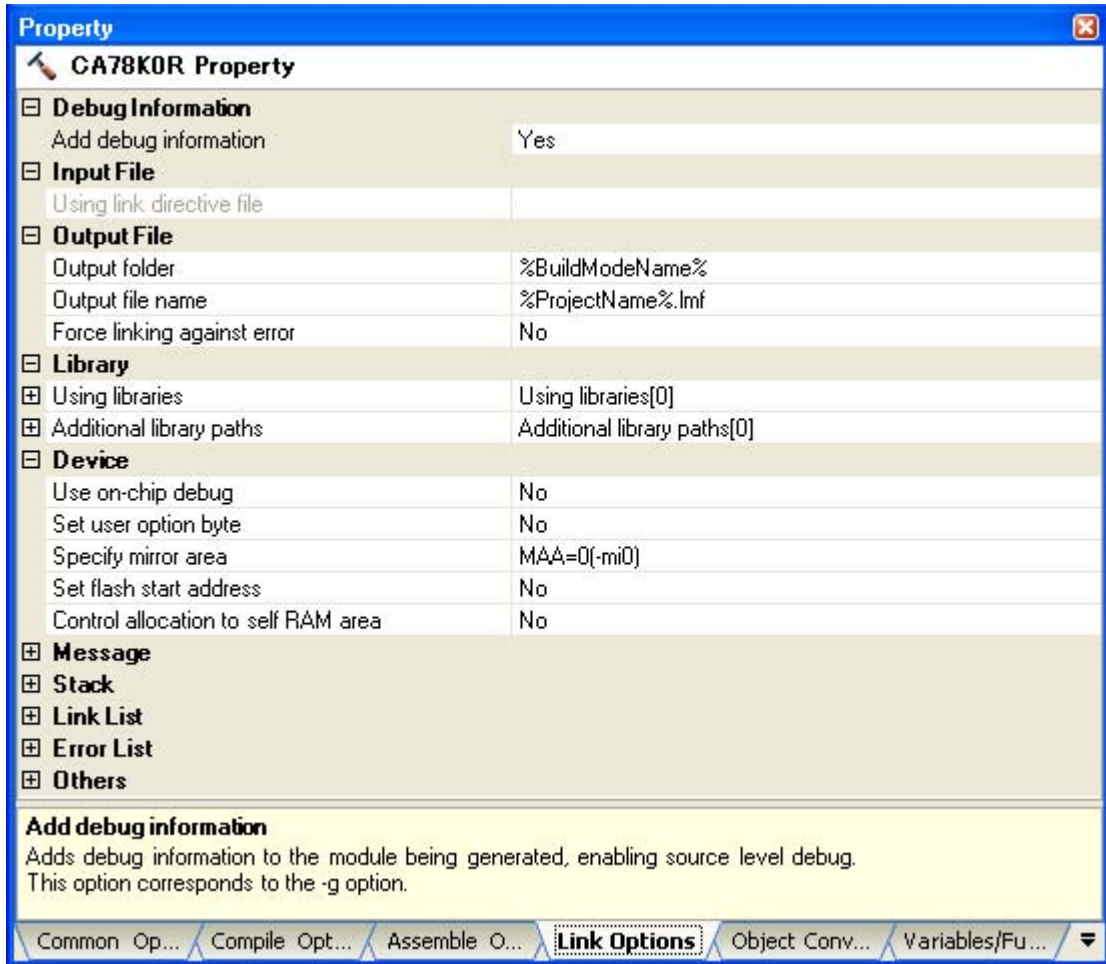 Property
CA78K0R Property
Debug Information
Add debug information Yes
Input File
Using link directive file
Output File
Output folder %BuildModeName%
Output file name %ProjectName%.lmf
Force linking against error No
Library
Using libraries Using libraries[0]
Additional library paths Additional library paths[0]
Device
Use on-chip debug No
Set user option byte No
Specify mirror area MAA=0(-mi0)
Set flash start address No
Control allocation to self RAM area No
Message
Stack
Link List
Error List
Others
Add debug information
Adds debug information to the module being generated, enabling source level debug.
This option corresponds to the -g option.
Common Op... Compile Opt... Assemble O... Link Options Object Conv... Variables/Fu...